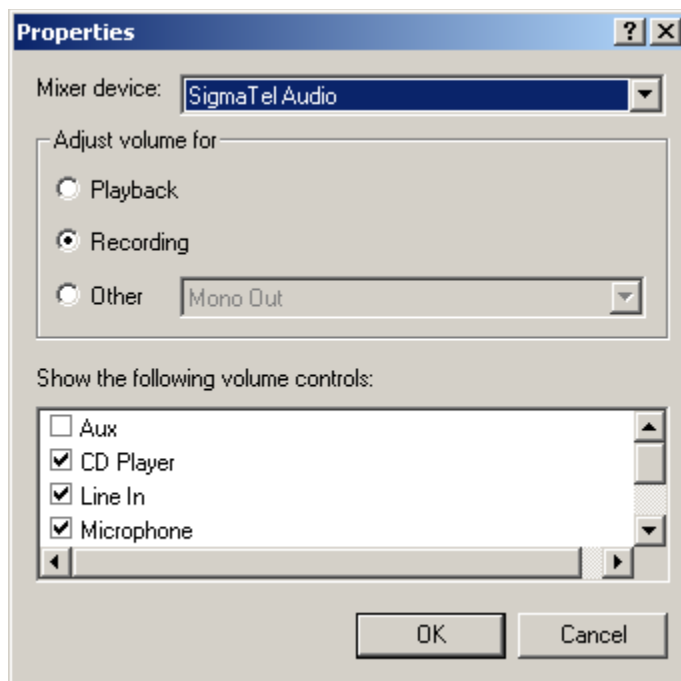 Properties
Mixer device: SigmaTel Audio
Adjust volume for
Playback
Recording
Other Mono Out
Show the following volume controls:
Aux
CD Player
Line In
Microphone
OK Cancel